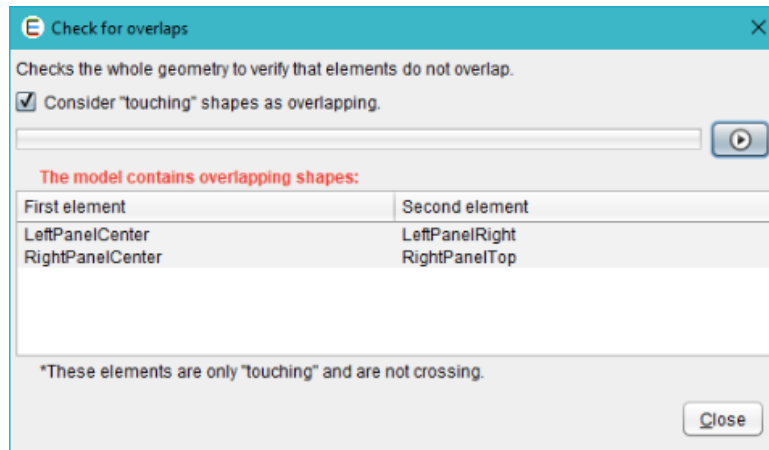 E Check for overlaps
Checks the whole geometry to verify that elements do not overlap.
Consider "touching" shapes as overlapping.
The model contains overlapping shapes:
First element Second element
LeftPanelCenter LeftPanelRight
RightPanelCenter RightPanelTop
*These elements are only "touching" and are not crossing.
Close